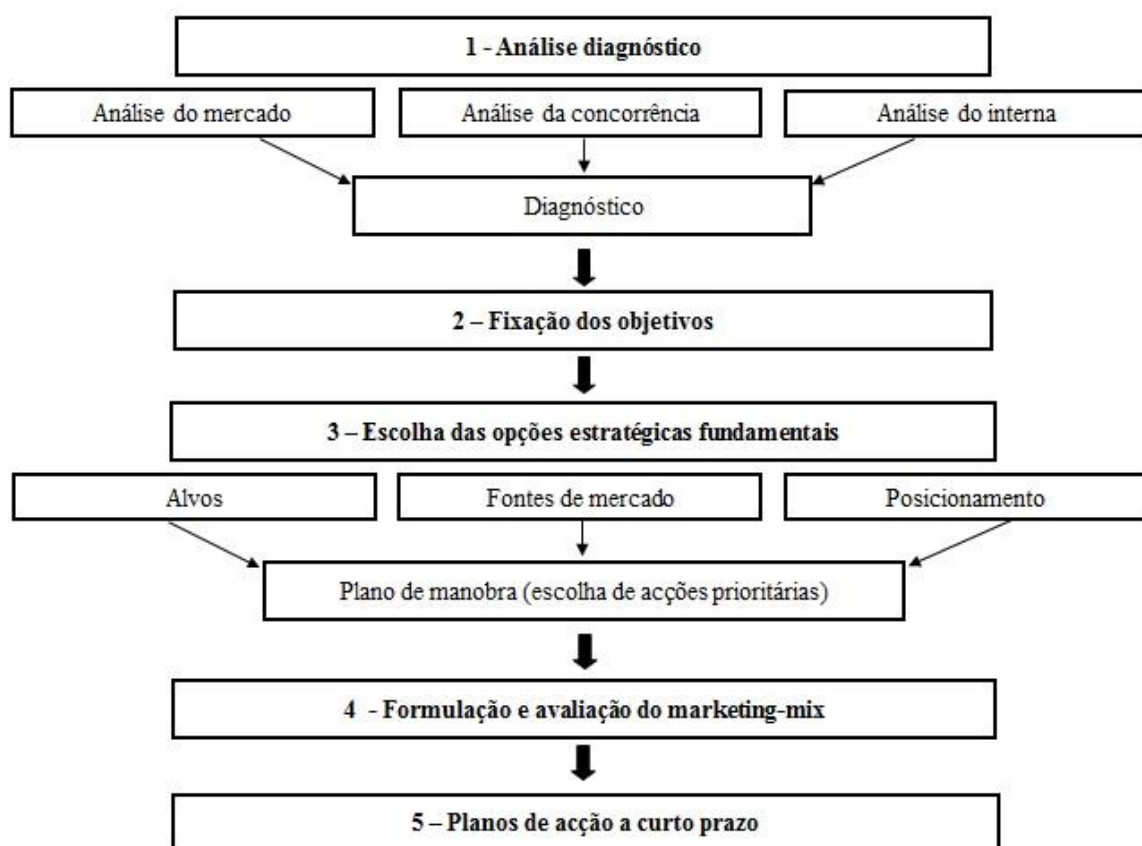 1 - Análise diagnóstico
Análise do mercado
Análise da concorrência
Análise do interna
Diagnóstico
2 – Fixação dos objetivos
3 – Escolha das opções estratégicas fundamentais
Alvos
Fontes de mercado
Posicionamento
Plano de manobra (escolha de acções prioritárias)
4 - Formulação e avaliação do marketing-mix
5 – Planos de acção a curto prazo